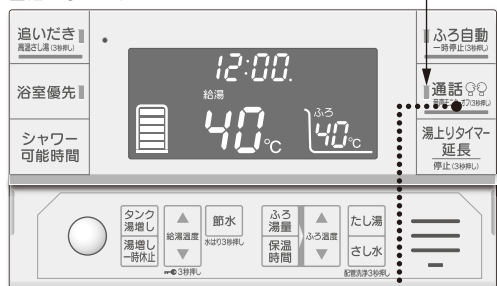 追いだき
高温さし湯(3秒押し)
浴室優先
シャワー
可能時間
12:00
給湯
40℃
ふろ
40℃
ふろ自動
一時停止(3秒押し)
通話
湯上りタイマー
延長
停止(3秒押し)
タンク
湯増し
湯増し
一時休止
給湯温度
3秒押し
節水
水はり3秒押し
ふろ
湯量
保温
時間
ふろ温度
たし湯
さし水
配管洗浄3秒押し